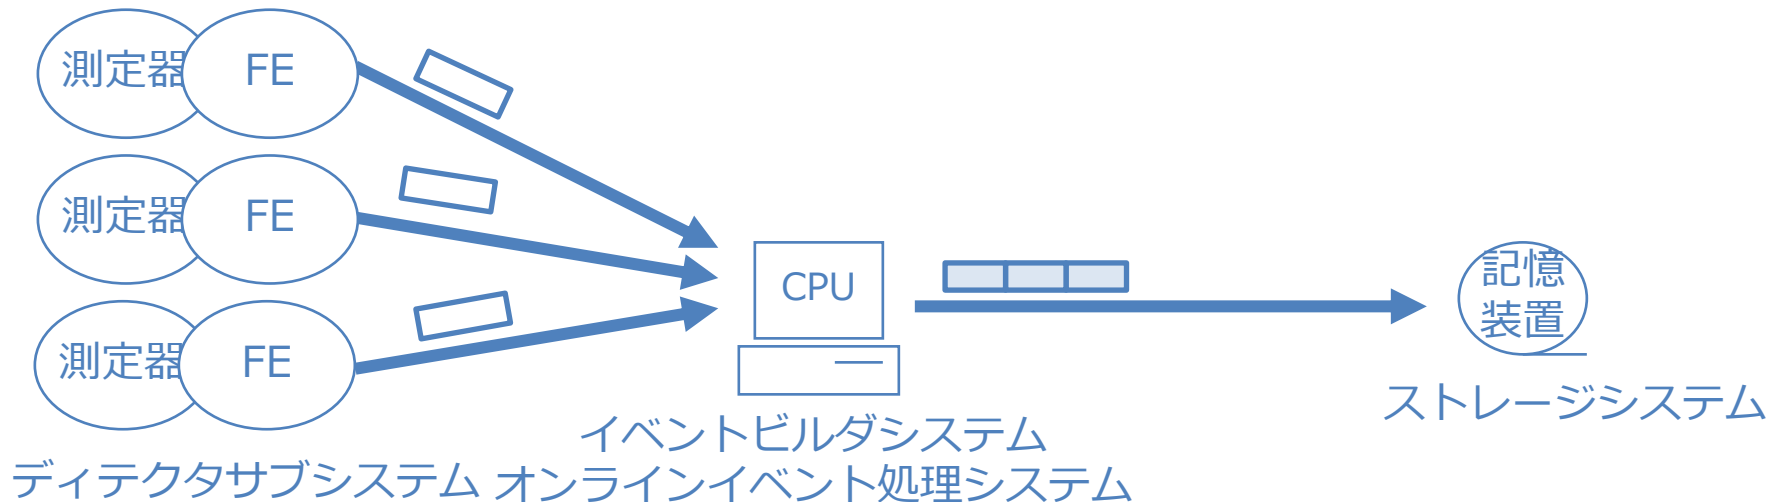 測定器 FE
測定器 FE
測定器 FE
CPU
記憶
装置
ストレージシステム
イベントビルダシステム
ディテクタサブシステム オンラインイベント処理システム